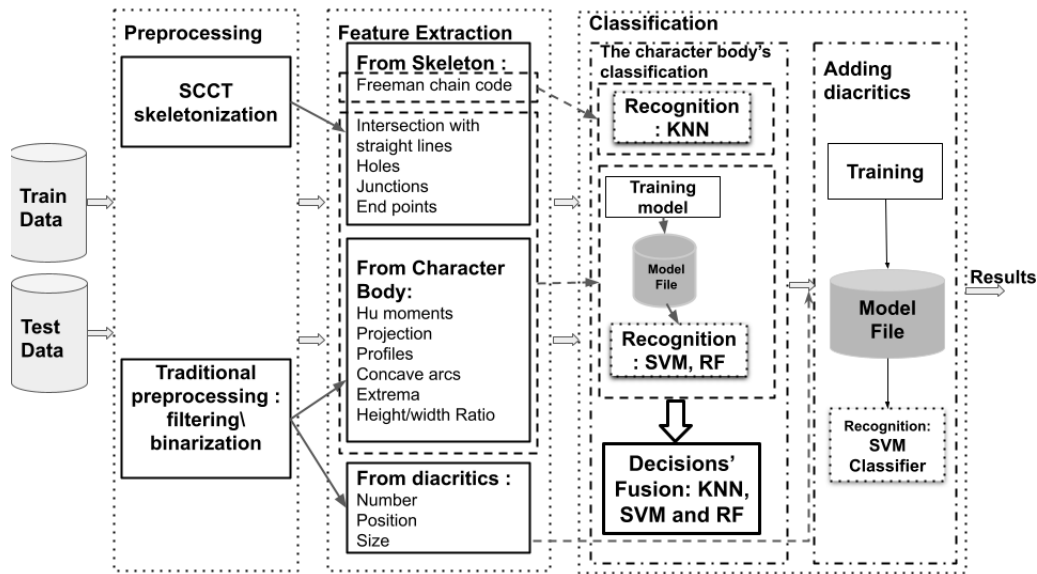 Train
Data
Test
Data
Preprocessing
SCCT
skeletonization
Traditional
preprocessing :
filtering\
binarization
Feature Extraction
From Skeleton :
Freeman chain code
Intersection with
straight lines
Holes
Junctions
End points
From Character
Body:
Hu moments
Projection
Profiles
Concave arcs
Extrema
Height/width Ratio
From diacritics :
Number
Position
Size
Classification
The character body's
classification
Recognition
: KNN
Training
model
Model
File
Recognition
: SVM, RF
Decisions’
Fusion: KNN,
SVM and RF
Adding
diacritics
Training
Model
File
Recognition:
SVM
Classifier
Results